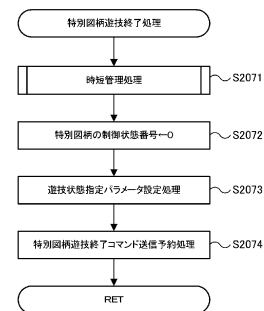 特別図柄遊技終了処理
時短管理処理
S2071
特別図柄の制御状態番号←0
S2072
遊技状態指定パラメータ設定処理
S2073
特別図柄遊技終了コマンド送信予約処理
S2074
RET